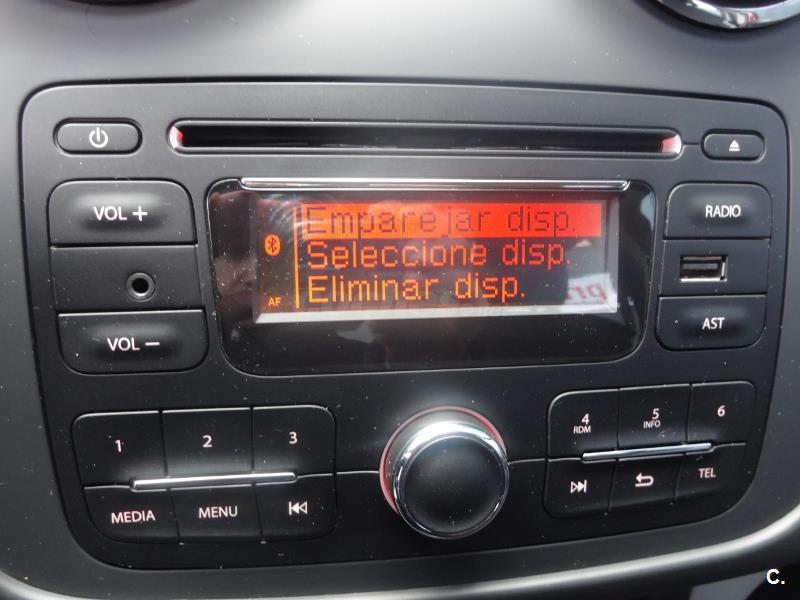 VOL +
RADIO
Emparejar disp.
Seleccione disp.
Eliminar disp.
AF
VOL –
AST
1
2
3
4
RDM
5
INFO
6
MEDIA
MENU
TEL
C.